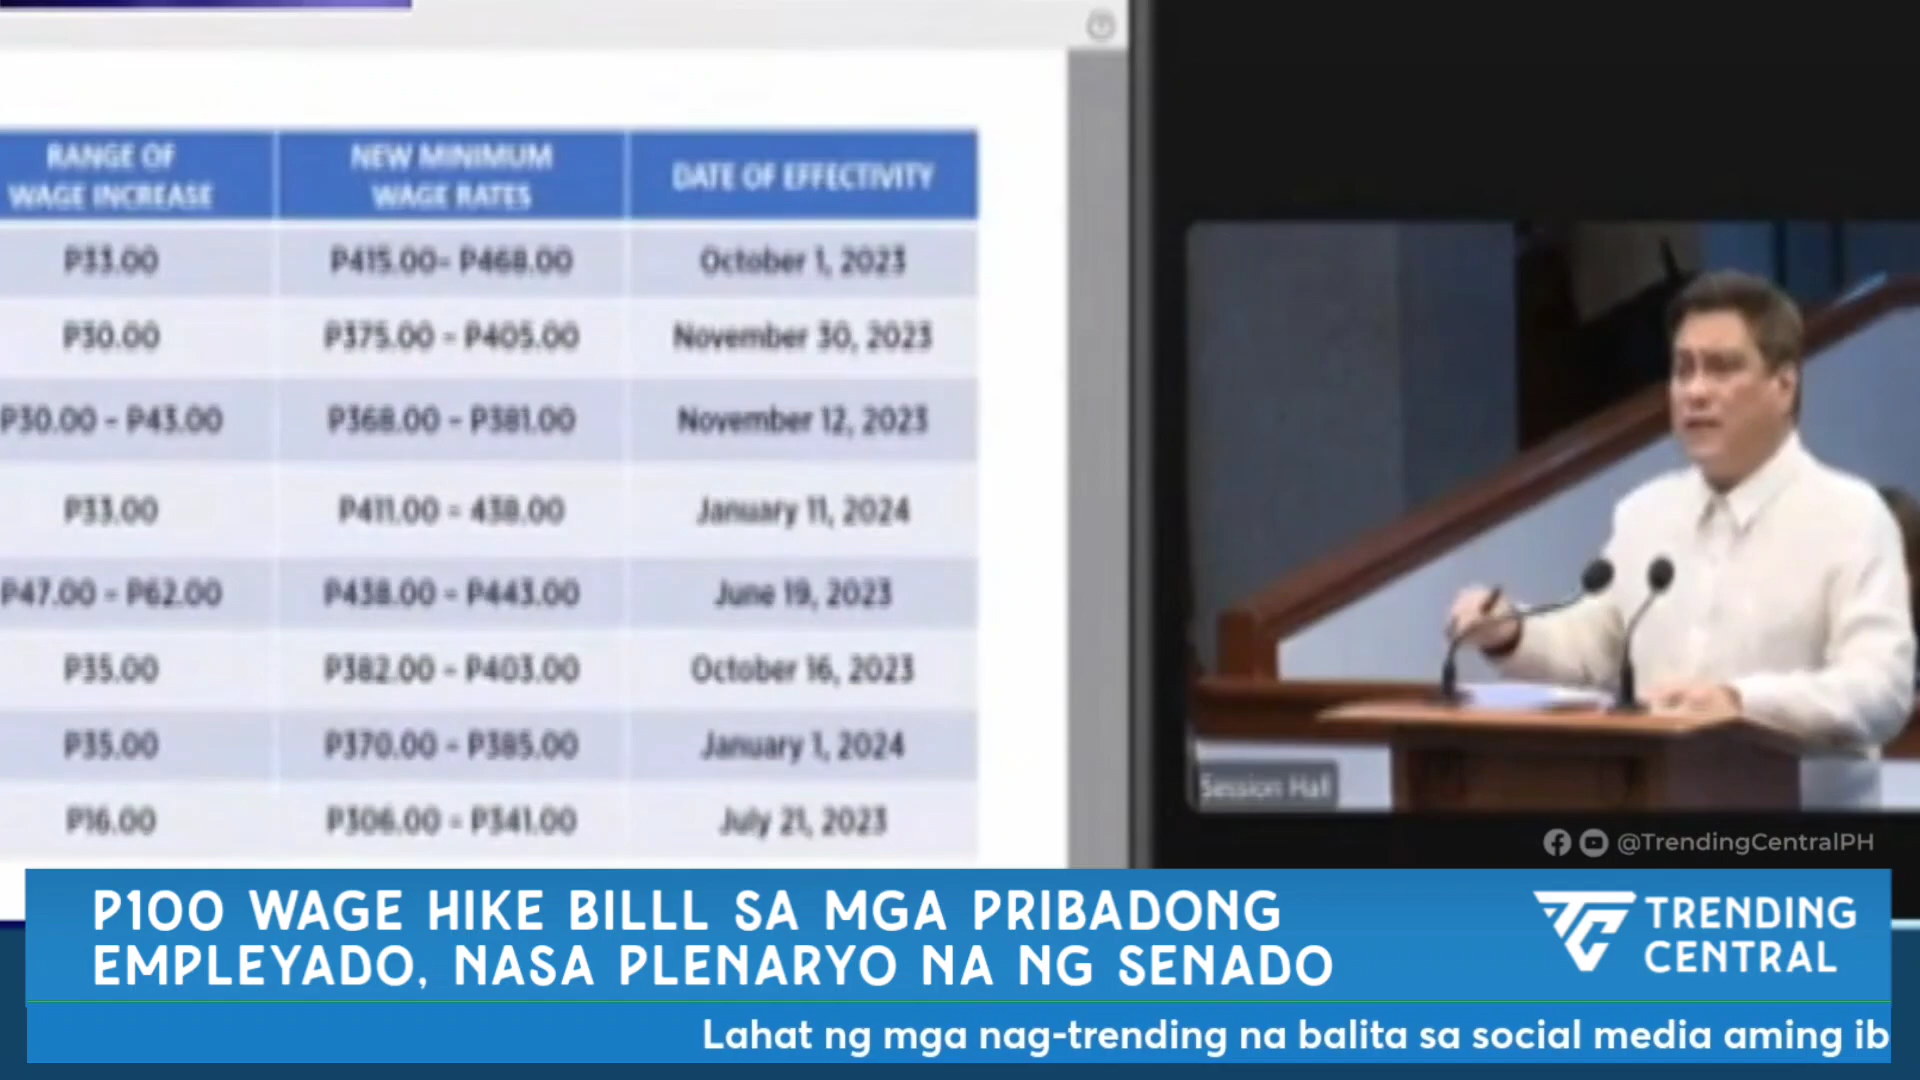 RANGE OF
WAGE INCREASE
NEW MINIMUM
WAGE RATES
DATE OF EFFECTIVITY
P33.00 P415.00- P468.00 October 1, 2023
P30.00 P375.00 - P405.00 November 30, 2023
P30.00 - P43.00 P368.00 - P381.00 November 12, 2023
P33.00 P411.00 - 438.00 January 11, 2024
P47.00 - P62.00 P438.00 - P443.00 June 19, 2023
P35.00 P382.00 - P403.00 October 16, 2023
P35.00 P370.00 - P385.00 January 1, 2024
P16.00 P306.00 - P341.00 July 21, 2023
Session Hall
@TrendingCentralPH
P100 WAGE HIKE BILLL SA MGA PRIBADONG
EMPLEYADO, NASA PLENARYO NA NG SENADO
TRENDING
CENTRAL
Lahat ng mga nag-trending na balita sa social media aming ib